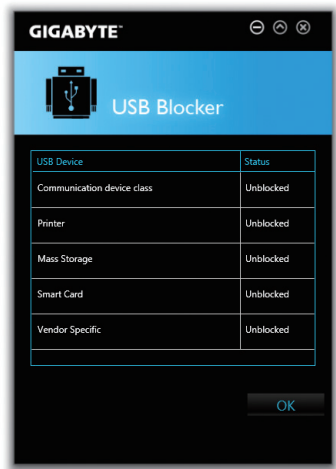 GIGABYTE™
USB Blocker
USB Device Status
Communication device class Unblocked
Printer Unblocked
Mass Storage Unblocked
Smart Card Unblocked
Vendor Specific Unblocked
OK